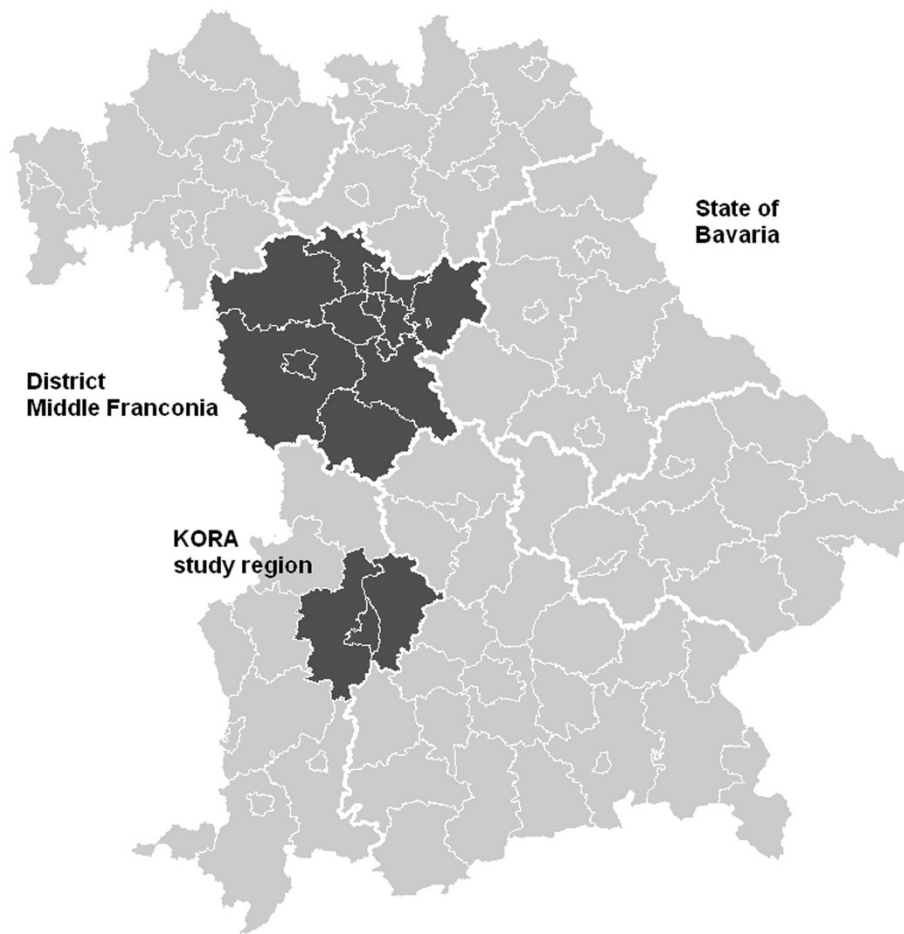 State of
Bavaria
District
Middle Franconia
KORA
study region